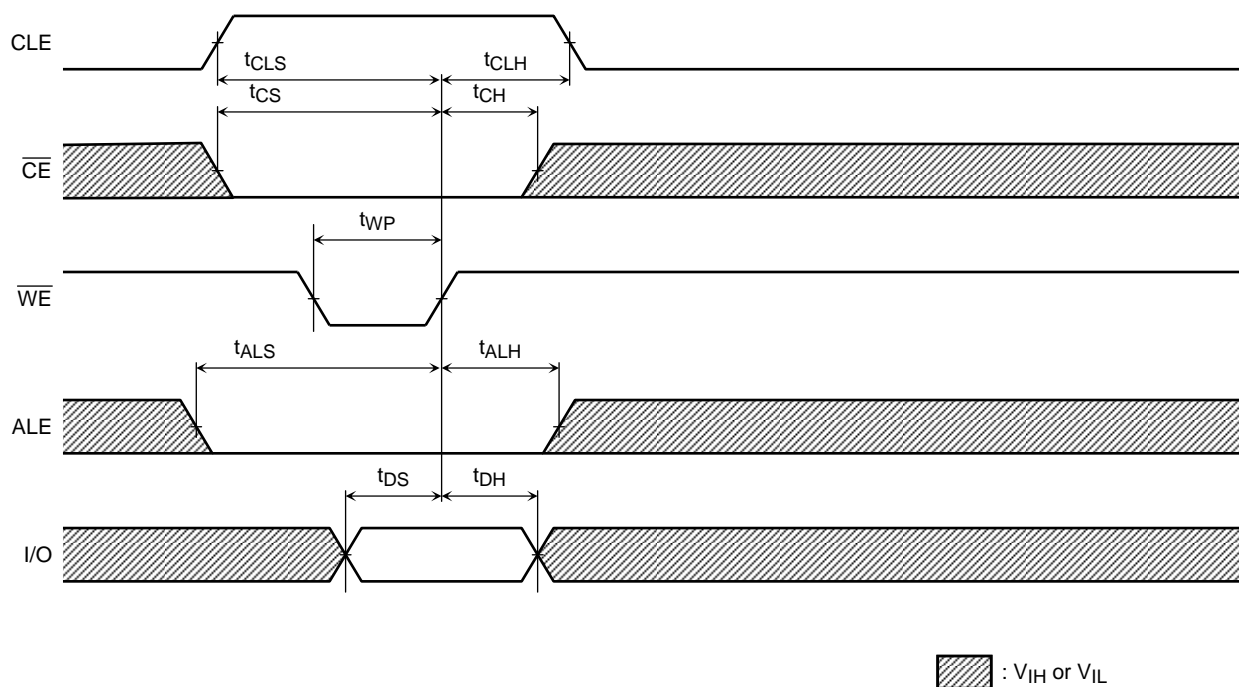 CLE
tCLS
tCLH
tCS
tCH
CE
tWP
WE
tALS
tALH
ALE
tDS
tDH
I/O
: VIH or VIL